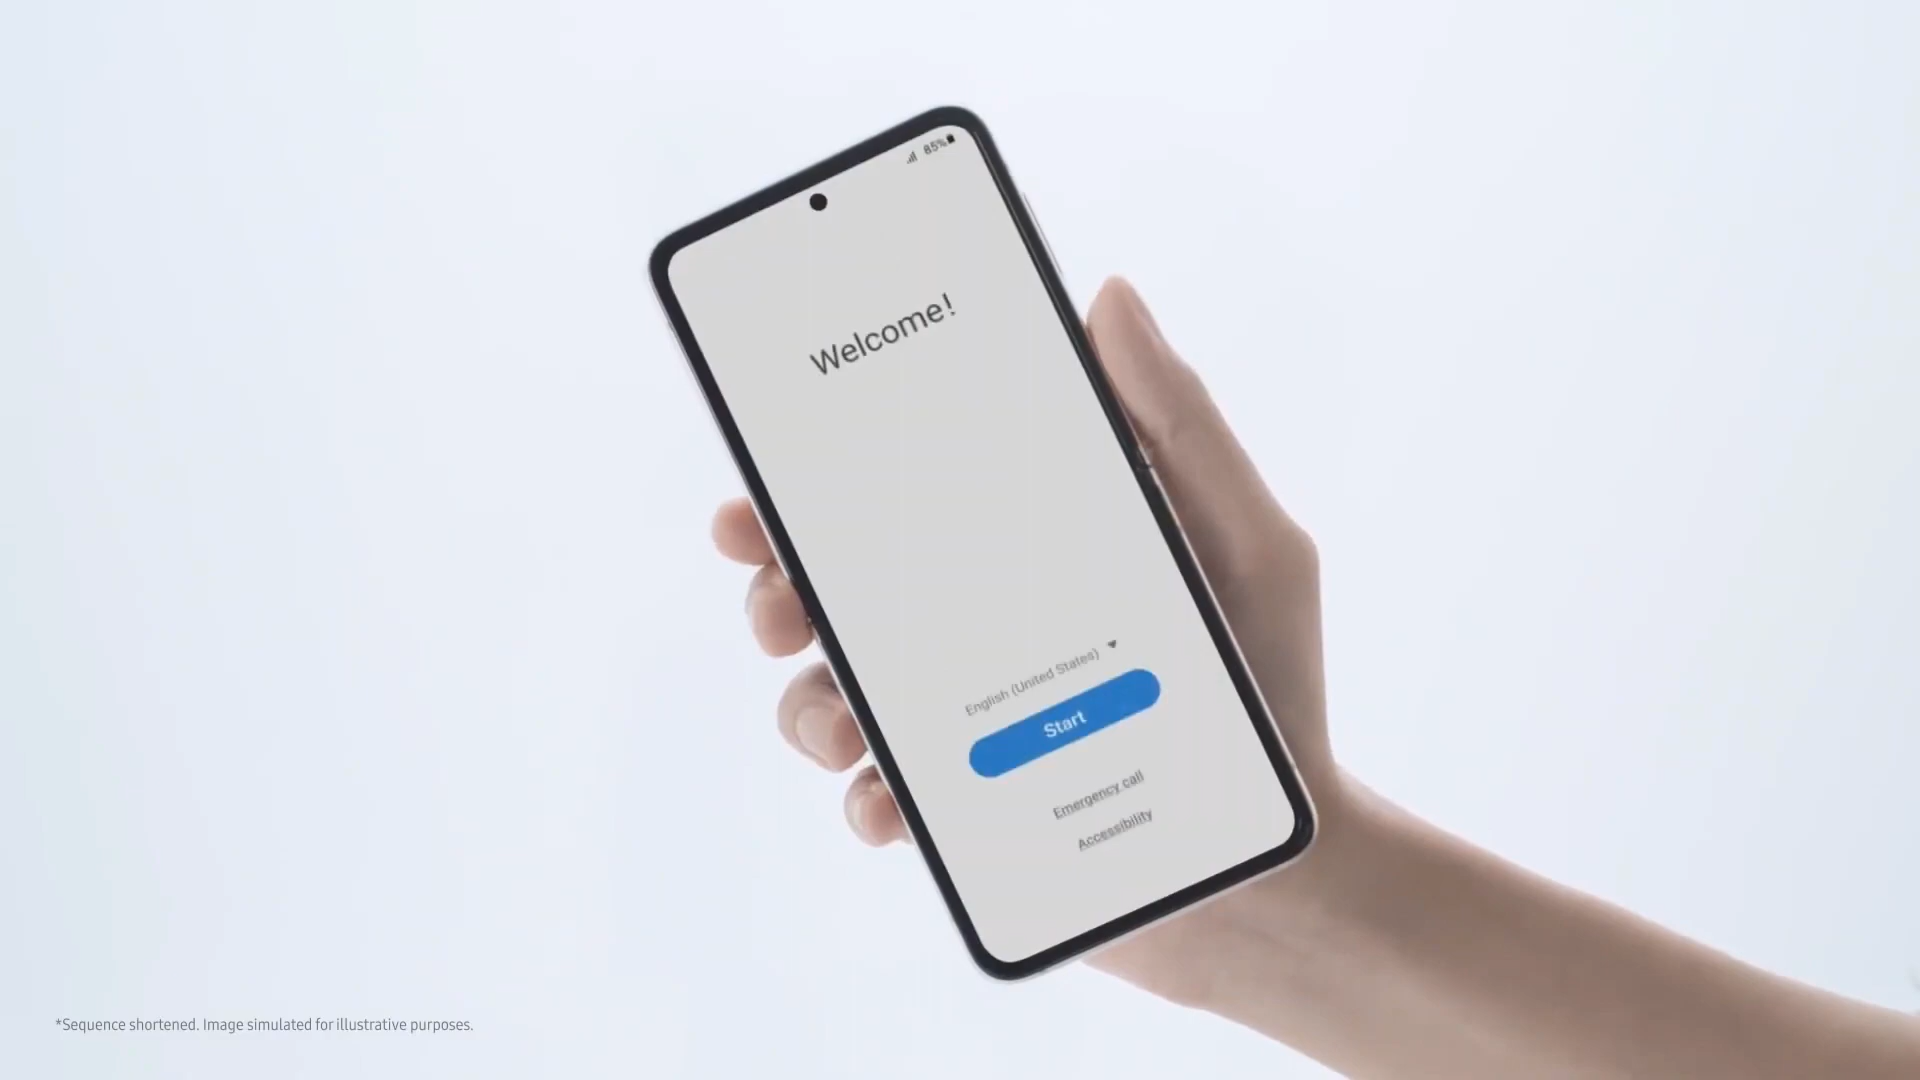 85%
Welcome!
English (United States)
Start
Emergency call
Accessibility
*Sequence shortened. Image simulated for illustrative purposes.